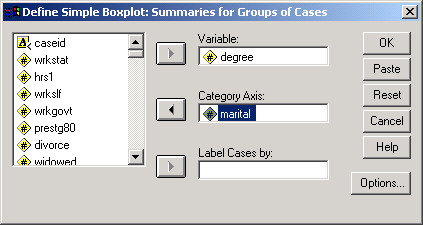 Define Simple Boxplot: Summaries for Groups of Cases
caseid
wrkstat
hrs1
wrkslf
wrkgovt
prestg80
divorce
widowed
Variable:
degree
Category Axis:
marital
Label Cases by:
OK
Paste
Reset
Cancel
Help
Options...